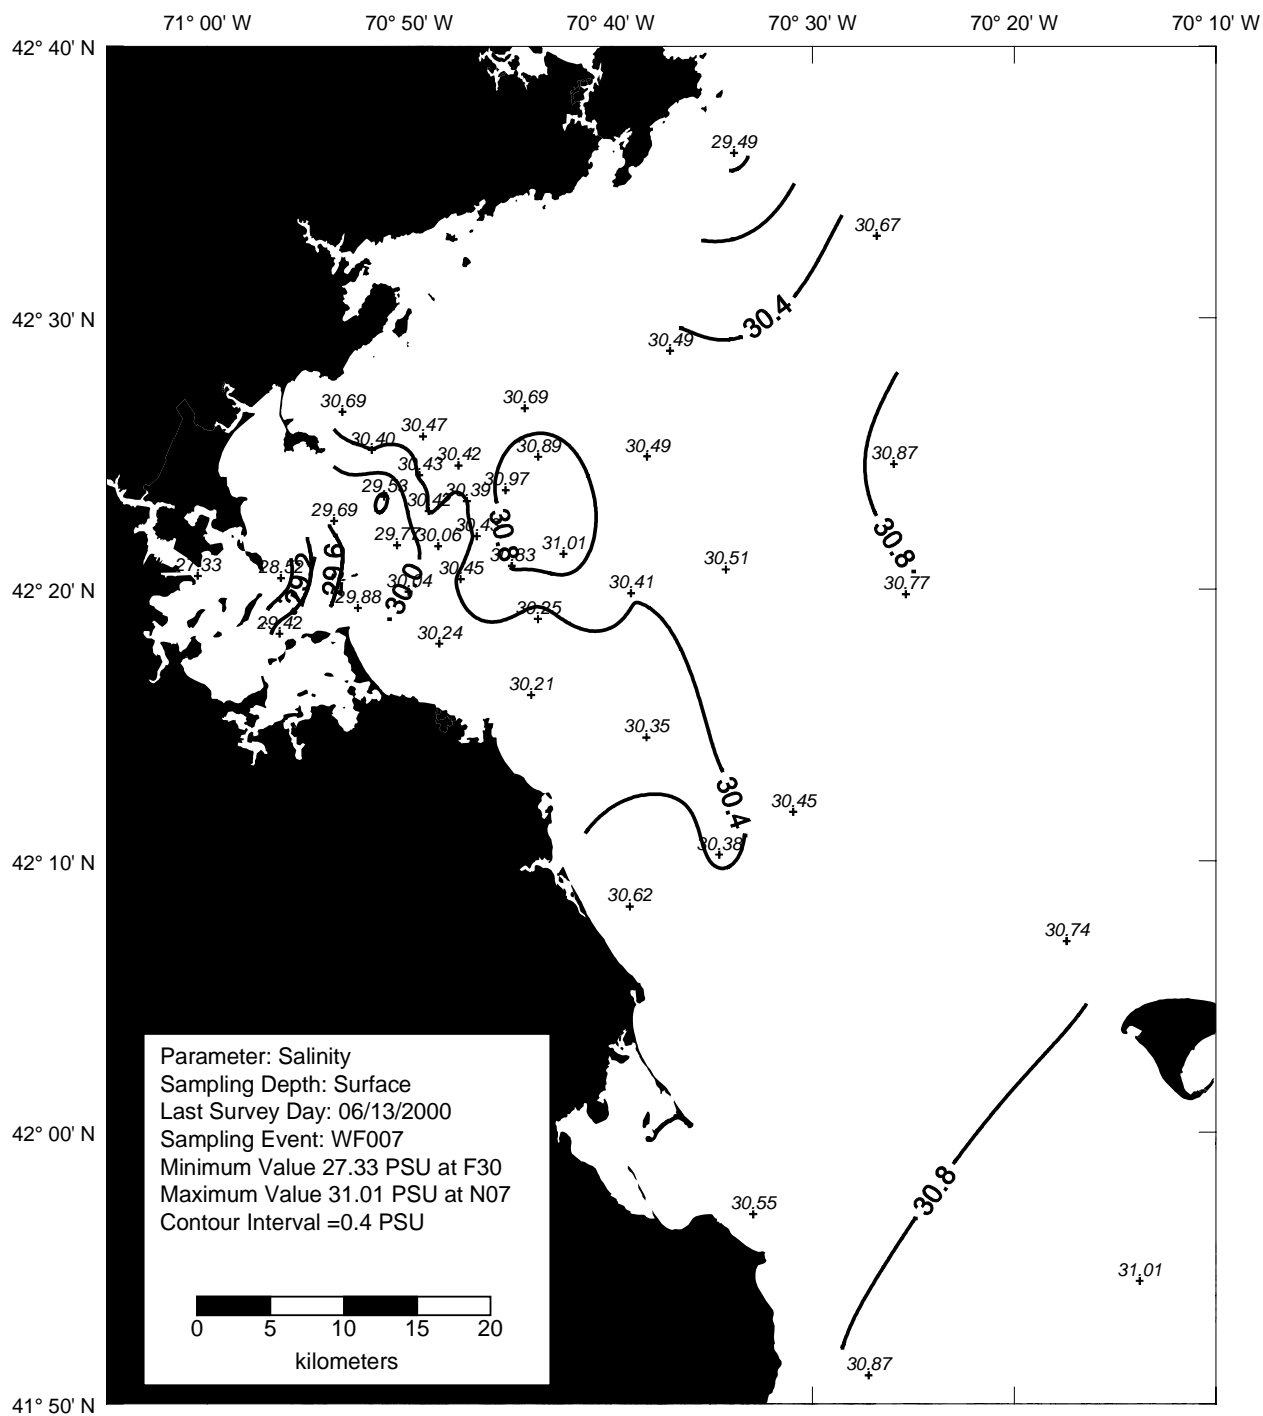 71° 00' W 70° 50' W 70° 40' W 70° 30' W 70° 20' W 70° 10' W
42° 40' N
29.49
30.67
30.4
42° 30' N
30.49
30.69 30.69
30.47
30.40 30.42 30.89 30.49 30.87
30.43
29.53 30.39 30.97
30.42
29.69
30.8 30.8
29.77 30.06 31.01
27.33 28.52 30.45 30.51
29.2 29.6 30.0
30.04 30.41 30.77
42° 20' N
29.88
29.42 30.25
30.24
30.21
30.35
30.4 30.45
30.38
42° 10' N
30.62
30.74
Parameter: Salinity
Sampling Depth: Surface
Last Survey Day: 06/13/2000
Sampling Event: WF007
Minimum Value 27.33 PSU at F30
Maximum Value 31.01 PSU at N07
Contour Interval =0.4 PSU
0 5 10 15 20
kilometers
42° 00' N
30.8
30.55
31.01
30.87
41° 50' N